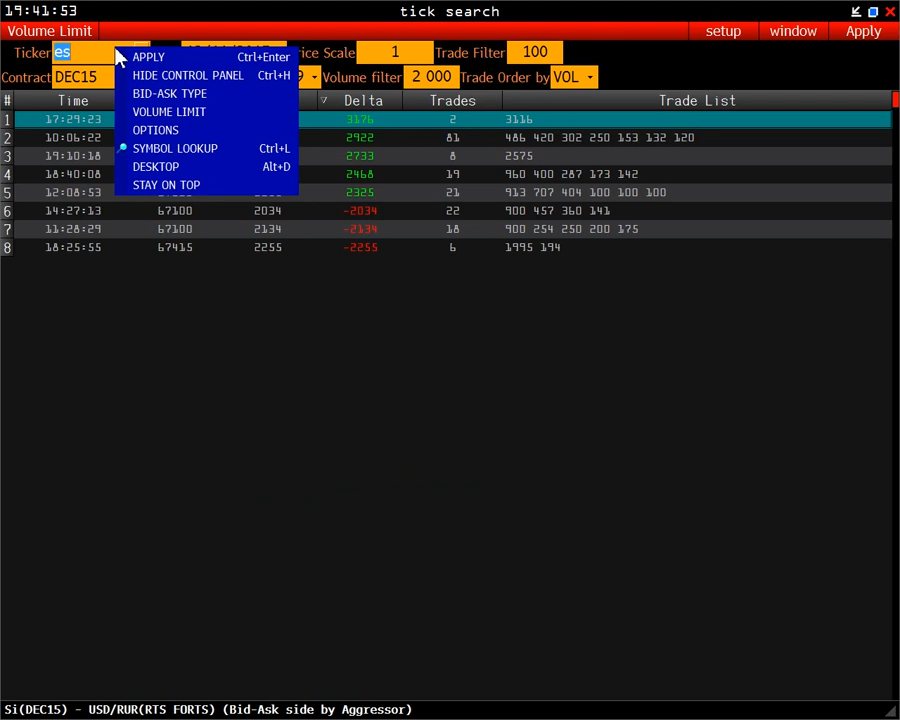 19:41:53 tick search
Volume Limit setup window Apply
Ticker es Price Scale 1 Trade Filter 100
Contract DEC15 9 Volume filter 2 000 Trade Order by VOL
APPLY Ctrl+Enter
HIDE CONTROL PANEL Ctrl+H
BID-ASK TYPE
VOLUME LIMIT
OPTIONS
SYMBOL LOOKUP Ctrl+L
DESKTOP Alt+D
STAY ON TOP
# Time Delta Trades Trade List
1 17:29:23 3176 2 3116
2 10:06:22 2922 81 486 420 302 250 153 132 120
3 19:10:18 2733 8 2575
4 18:40:08 2468 19 960 400 287 173 142
5 12:08:53 2325 21 913 707 404 100 100 100
6 14:27:13 67100 2034 -2034 22 900 457 360 141
7 11:28:29 67100 2134 -2134 18 900 254 250 200 175
8 18:25:55 67415 2255 -2255 6 1995 194
Si(DEC15) - USD/RUR(RTS FORTS) (Bid-Ask side by Aggressor)